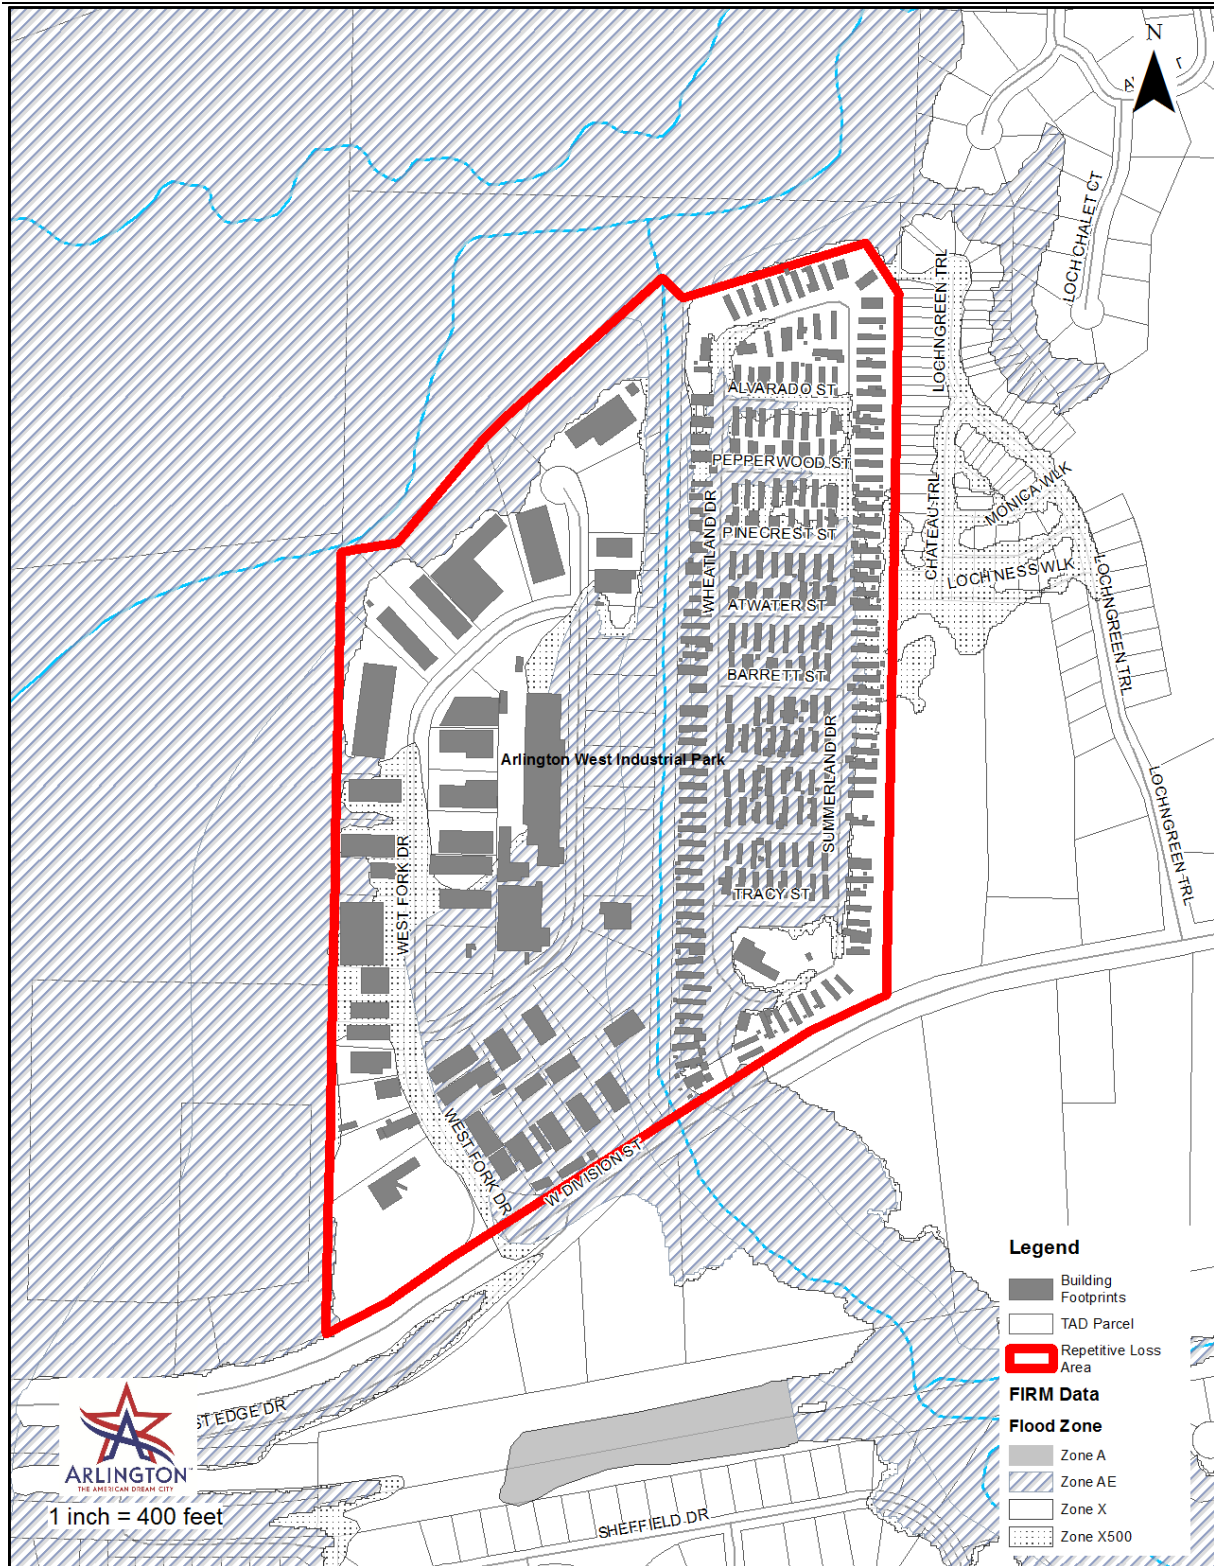 N
LOCH CHALET CT
LOCHNGREEN TRL
ALVARADO ST
PEPPERWOOD ST
MONICA WLK
WHEATLAND DR
PINECREST ST
CHATEAU TRL
LOCHNESS WLK
ATWATER ST
LOCHNGREEN TRL
BARRETT ST
SUMMERLAND DR
Arlington West Industrial Park
LOCHNGREEN TRL
WEST FORK DR
TRACY ST
WEST FORK DR
W DIVISION ST
Legend
Building
Footprints
TAD Parcel
Repetitive Loss
Area
FIRM Data
Flood Zone
Zone A
Zone AE
Zone X
Zone X500
ST EDGE DR
ARLINGTON
THE AMERICAN DREAM CITY
1 inch = 400 feet
SHEFFIELD DR